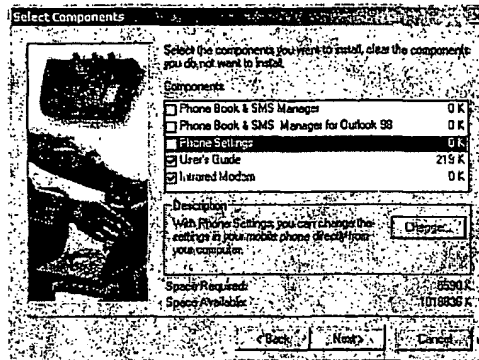 Select Components
Select the components you want to install, clear the components
you do not want to install.
Components
Phone Book & SMS Manager 0 K
Phone Book & SMS Manager for Outlook 98 0 K
Phone Settings 0 K
User's Guide 219 K
Infrared Modem 0 K
Description
With Phone Settings, you can change the
settings in your mobile phone directly from
your computer.
Change...
Space Required: 6590 K
Space Available: 1018836 K
< Back Next > Cancel